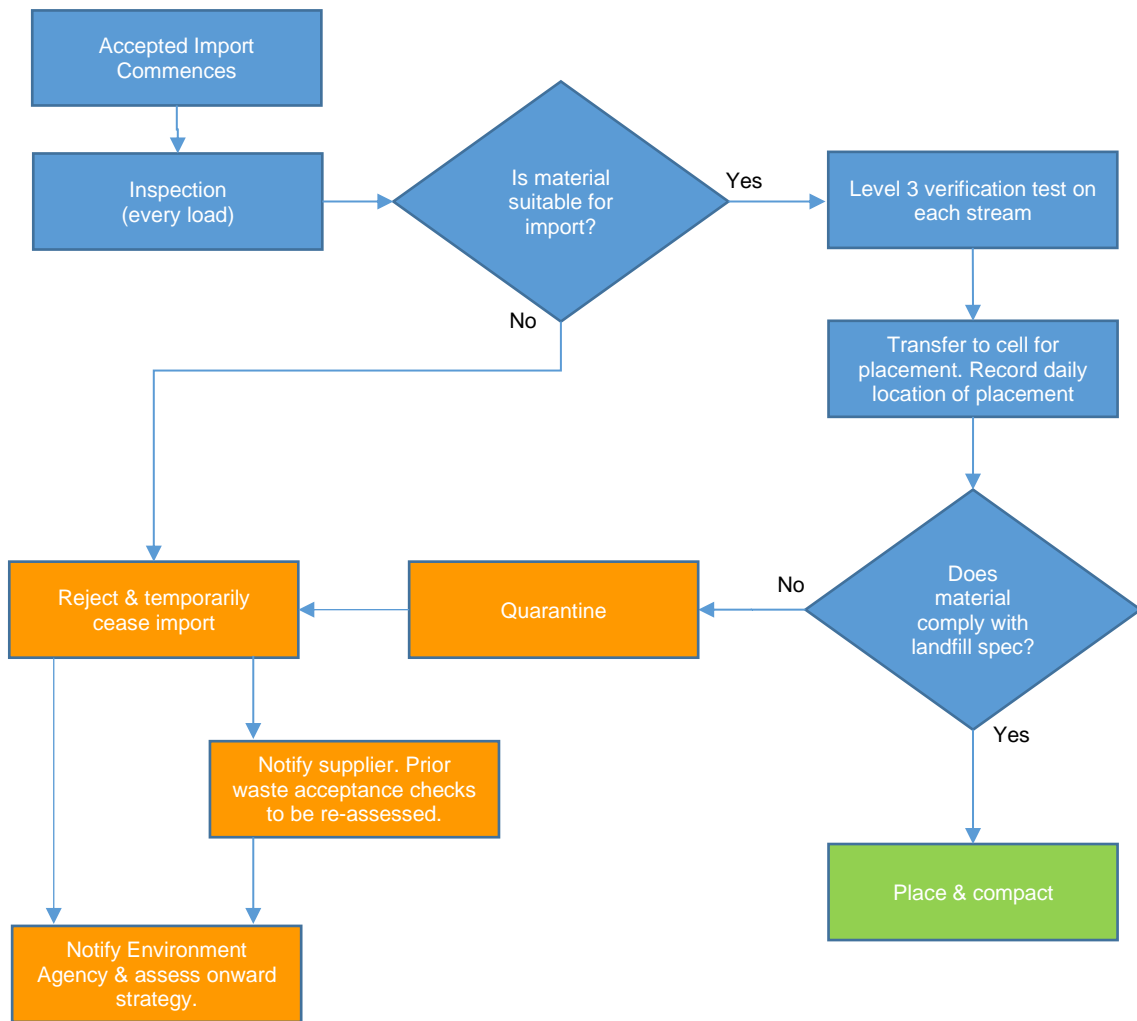 Accepted Import
Commences
Inspection
(every load)
Is material
suitable for
import?
Yes
Level 3 verification test on
each stream
No
Transfer to cell for
placement. Record daily
location of placement
Does
material
comply with
landfill spec?
No
Quarantine
Reject & temporarily
cease import
Yes
Notify supplier. Prior
waste acceptance checks
to be re-assessed.
Place & compact
Notify Environment
Agency & assess onward
strategy.